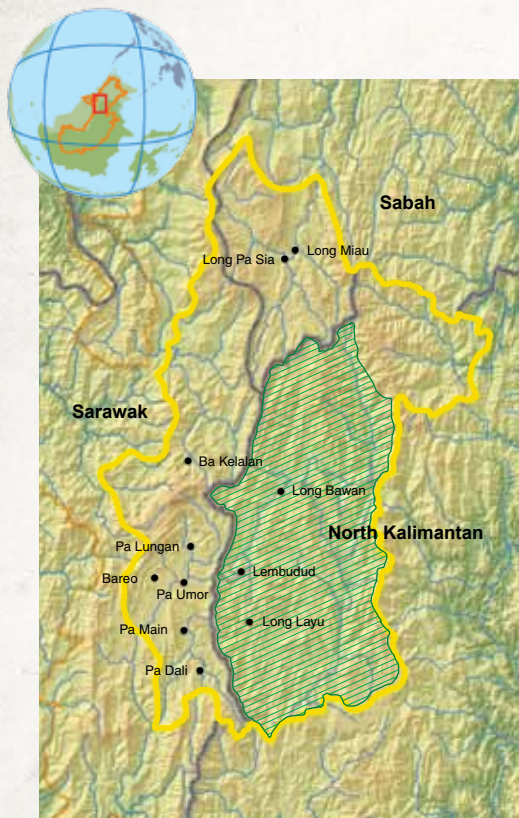 Sabah
Long Miau
Long Pa Sia
Sarawak
Ba Kelalan
Long Bawan
North Kalimantan
Pa Lungan
Lembudud
Bareo
Pa Umor
Long Layu
Pa Main
Pa Dali